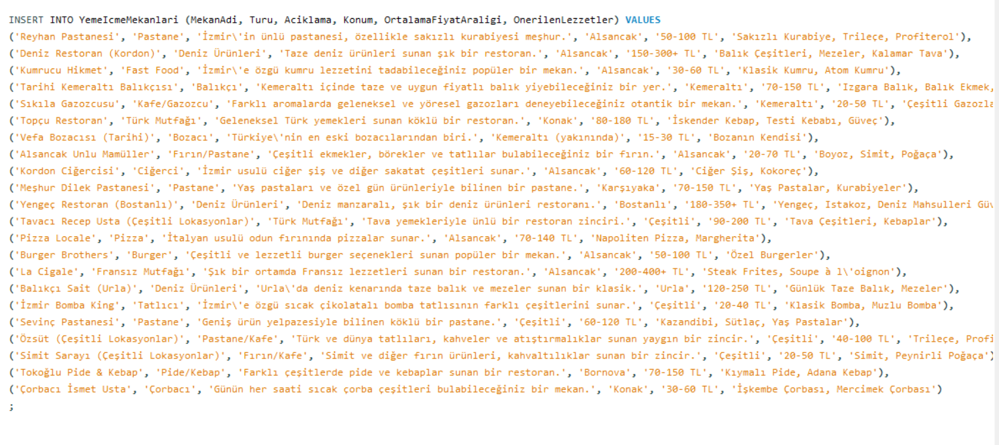 INSERT INTO YemeIcmeMekanlari (MekanAdi, Turu, Aciklama, Konum, OrtalamaFiyatAraligi, OnerilenLezzetler) VALUES
('Reyhan Pastanesi', 'Pastane', 'İzmir\'in ünlü pastanesi, özellikle sakızlı kurabiyesi meşhur.', 'Alsancak', '50-100 TL', 'Sakızlı Kurabiye, Trileçe, Profiterol'),
('Deniz Restoran (Kordon)', 'Deniz Ürünleri', 'Taze deniz ürünleri sunan şık bir restoran.', 'Alsancak', '150-300+ TL', 'Balık Çeşitleri, Mezeler, Kalamar Tava'),
('Kumrucu Hikmet', 'Fast Food', 'İzmir\'e özgü kumru lezzetini tadabileceğiniz popüler bir mekan.', 'Alsancak', '30-60 TL', 'Klasik Kumru, Atom Kumru'),
('Tarihi Kemeraltı Balıkçısı', 'Balıkçı', 'Kemeraltı içinde taze ve uygun fiyatlı balık yiyebileceğiniz bir yer.', 'Kemeraltı', '70-150 TL', 'Izgara Balık, Balık Ekmek,
('Sıkıla Gazozcusu', 'Kafe/Gazozcu', 'Farklı aromalarda geleneksel ve yöresel gazozları deneyebileceğiniz otantik bir mekan.', 'Kemeraltı', '20-50 TL', 'Çeşitli Gazozla
('Topçu Restoran', 'Türk Mutfağı', 'Geleneksel Türk yemekleri sunan köklü bir restoran.', 'Konak', '80-180 TL', 'İskender Kebap, Testi Kebabı, Güveç'),
('Vefa Bozacısı (Tarihi)', 'Bozacı', 'Türkiye\'nin en eski bozacılarından biri.', 'Kemeraltı (yakınında)', '15-30 TL', 'Bozanın Kendisi'),
('Alsancak Unlu Mamüller', 'Fırın/Pastane', 'Çeşitli ekmekler, börekler ve tatlılar bulabileceğiniz bir fırın.', 'Alsancak', '20-70 TL', 'Boyoz, Simit, Poğaça'),
('Kordon Ciğercisi', 'Ciğerci', 'İzmir usulü ciğer şiş ve diğer sakatat çeşitleri sunar.', 'Alsancak', '60-120 TL', 'Ciğer Şiş, Kokoreç'),
('Meşhur Dilek Pastanesi', 'Pastane', 'Yaş pastaları ve özel gün ürünleriyle bilinen bir pastane.', 'Karşıyaka', '70-150 TL', 'Yaş Pastalar, Kurabiyeler'),
('Yengeç Restoran (Bostanlı)', 'Deniz Ürünleri', 'Deniz manzaralı, şık bir deniz ürünleri restoranı.', 'Bostanlı', '180-350+ TL', 'Yengeç, Istakoz, Deniz Mahsulleri Güv
('Tavacı Recep Usta (Çeşitli Lokasyonlar)', 'Türk Mutfağı', 'Tava yemekleriyle ünlü bir restoran zinciri.', 'Çeşitli', '90-200 TL', 'Tava Çeşitleri, Kebaplar'),
('Pizza Locale', 'Pizza', 'İtalyan usulü odun fırınında pizzalar sunar.', 'Alsancak', '70-140 TL', 'Napoliten Pizza, Margherita'),
('Burger Brothers', 'Burger', 'Çeşitli ve lezzetli burger seçenekleri sunan popüler bir mekan.', 'Alsancak', '50-100 TL', 'Özel Burgerler'),
('La Cigale', 'Fransız Mutfağı', 'Şık bir ortamda Fransız lezzetleri sunan bir restoran.', 'Alsancak', '200-400+ TL', 'Steak Frites, Soupe à l\'oignon'),
('Balıkçı Sait (Urla)', 'Deniz Ürünleri', 'Urla\'da deniz kenarında taze balık ve mezeler sunan bir klasik.', 'Urla', '120-250 TL', 'Günlük Taze Balık, Mezeler'),
('İzmir Bomba King', 'Tatlıcı', 'İzmir\'e özgü sıcak çikolatalı bomba tatlısının farklı çeşitlerini sunar.', 'Çeşitli', '20-40 TL', 'Klasik Bomba, Muzlu Bomba'),
('Sevinç Pastanesi', 'Pastane', 'Geniş ürün yelpazesiyle bilinen köklü bir pastane.', 'Çeşitli', '60-120 TL', 'Kazandibi, Sütlaç, Yaş Pastalar'),
('Özsüt (Çeşitli Lokasyonlar)', 'Pastane/Kafe', 'Türk ve dünya tatlıları, kahveler ve atıştırmalıklar sunan yaygın bir zincir.', 'Çeşitli', '40-100 TL', 'Trileçe, Profi
('Simit Sarayı (Çeşitli Lokasyonlar)', 'Fırın/Kafe', 'Simit ve diğer fırın ürünleri, kahvaltılıklar sunan bir zincir.', 'Çeşitli', '20-50 TL', 'Simit, Peynirli Poğaça')
('Tokoğlu Pide & Kebap', 'Pide/Kebap', 'Farklı çeşitlerde pide ve kebaplar sunan bir restoran.', 'Bornova', '70-150 TL', 'Kıymalı Pide, Adana Kebap'),
('Çorbacı İsmet Usta', 'Çorbacı', 'Günün her saati sıcak çorba çeşitleri bulabileceğiniz bir mekan.', 'Konak', '30-60 TL', 'İşkembe Çorbası, Mercimek Çorbası')
;